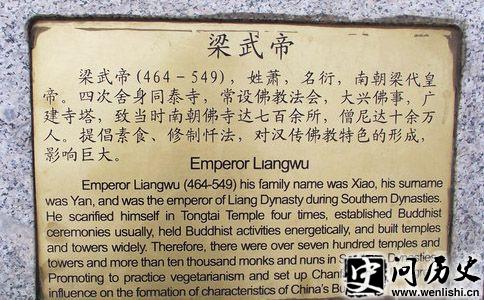 梁武帝
梁武帝(464－549)，姓萧，名衍，南朝梁代皇
帝。四次舍身同泰寺，常设佛教法会，大兴佛事，广
建寺塔，致当时南朝佛寺达七百余所，僧尼达十余万
人。提倡素食、修制忏法，对汉传佛教特色的形成，
影响巨大。
Emperor Liangwu
Emperor Liangwu (464-549) his family name was Xiao, his surname
was Yan, and was the emperor of Liang Dynasty during Southern Dynasties.
He scarified himself in Tongtai Temple four times, established Buddhist
ceremonies usually, held Buddhist activities energetically, and built temples
and towers widely. Therefore, there were over seven hundred temples and
towers and more than ten thousand monks and nuns in Dynasties
Promoting to practice vegetarianism and set up
influence on the formation of characteristics of China's
史问历史
www.wenlishi.cn